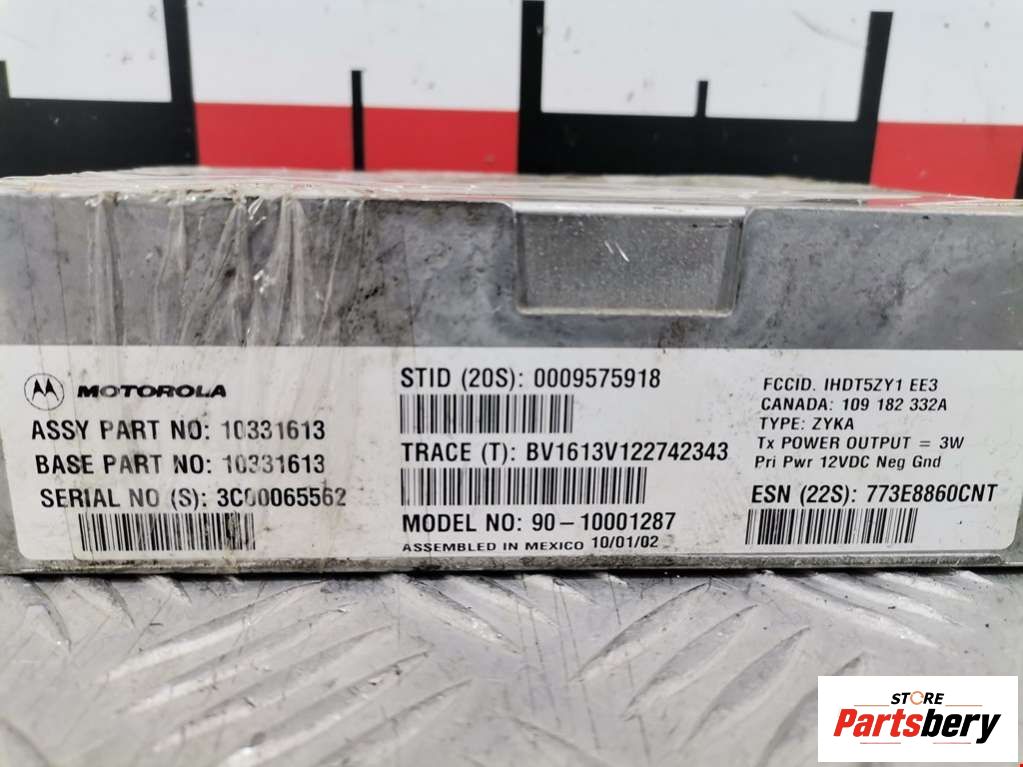 MOTOROLA
ASSY PART NO: 10331613
BASE PART NO: 10331613
SERIAL NO (S): 3C00065562
STID (20S): 0009575918
TRACE (T): BV1613V122742343
MODEL NO: 90-10001287
ASSEMBLED IN MEXICO 10/01/02
FCCID. IHDT5ZY1 EE3
CANADA: 109 182 332A
TYPE: ZYKA
Tx POWER OUTPUT = 3W
Pri Pwr 12VDC Neg Gnd
ESN (22S): 773E8860CNT
STORE
Partsbery